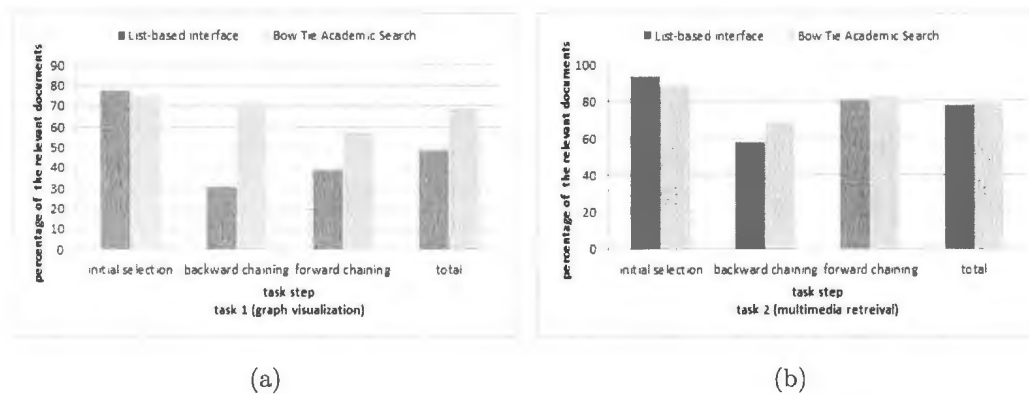 List-based interface Bow Tie Academic Search
percentage of the relevant documents
90
80
70
60
50
40
30
20
10
0
initial selection backward chaining forward chaining total
task step
task 1 (graph visualization)
(a)
List-based interface Bow Tie Academic Search
percentage of the relevant documents
100
80
60
40
20
0
initial selection backward chaining forward chaining total
task step
task 2 (multimedia retreival)
(b)